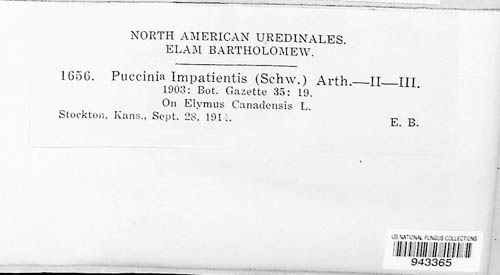 NORTH AMERICAN UREDINALES.
ELAM BARTHOLOMEW.
1656. Puccinia Impatientis (Schw.) Arth.—II—III.
1903: Bot. Gazette 35: 19.
On Elymus Canadensis L.
Stockton, Kans., Sept. 28, 1914.
E. B.
US NATIONAL FUNGUS COLLECTIONS
943365